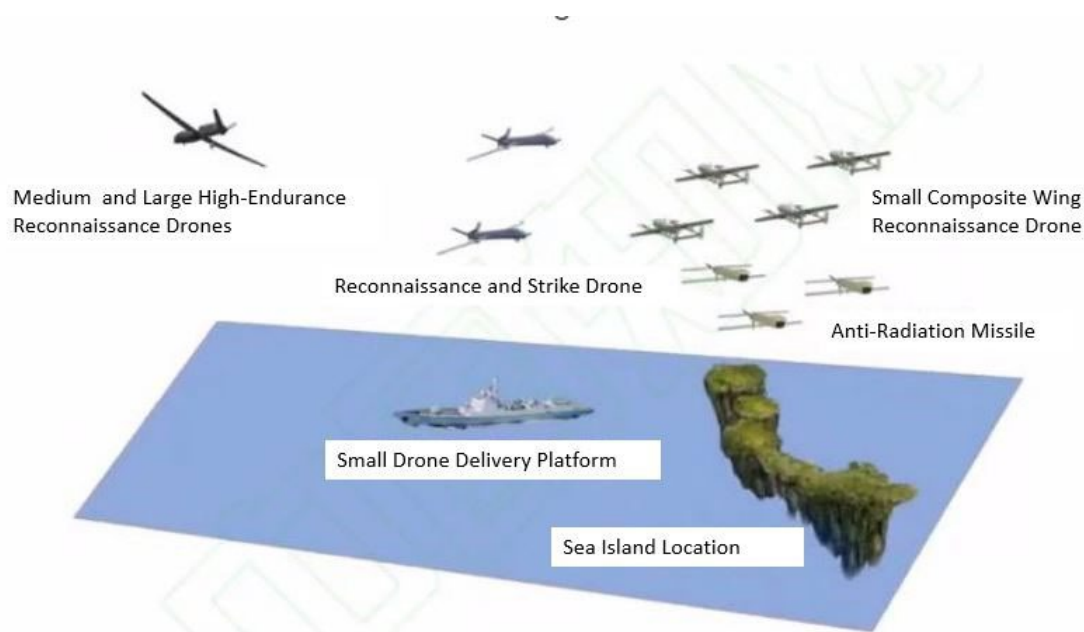 Medium and Large High-Endurance
Reconnaissance Drones
Small Composite Wing
Reconnaissance Drone
Reconnaissance and Strike Drone
Anti-Radiation Missile
Small Drone Delivery Platform
Sea Island Location